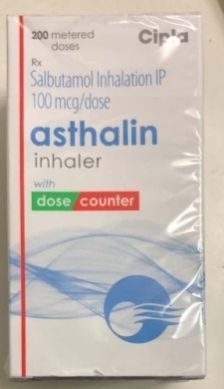 200 metered
doses
Cipla
Rx
Salbutamol Inhalation IP
100 mcg/dose
asthalin
inhaler
with
dose counter